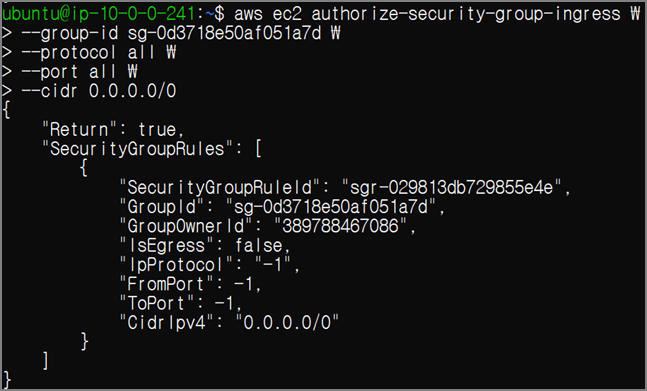 ubuntu@ip-10-0-0-241:~$ aws ec2 authorize-security-group-ingress ₩
> --group-id sg-0d3718e50af051a7d ₩
> --protocol all ₩
> --port all ₩
> --cidr 0.0.0.0/0
{
    "Return": true,
    "SecurityGroupRules": [
        {
            "SecurityGroupRuleId": "sgr-029813db729855e4e",
            "GroupId": "sg-0d3718e50af051a7d",
            "GroupOwnerId": "389788467086",
            "IsEgress": false,
            "IpProtocol": "-1",
            "FromPort": -1,
            "ToPort": -1,
            "CidrIpv4": "0.0.0.0/0"
        }
    ]
}